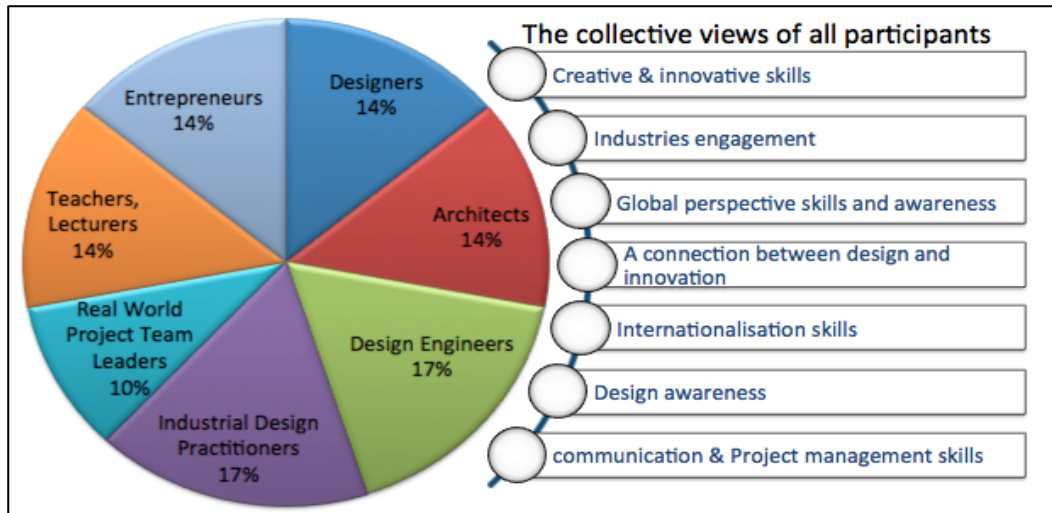 Entrepreneurs
14%
Designers
14%
Teachers,
Lecturers
14%
Architects
14%
Real World
Project Team
Leaders
10%
Design Engineers
17%
Industrial Design
Practitioners
17%
The collective views of all participants
Creative & innovative skills
Industries engagement
Global perspective skills and awareness
A connection between design and
innovation
Internationalisation skills
Design awareness
communication & Project management skills